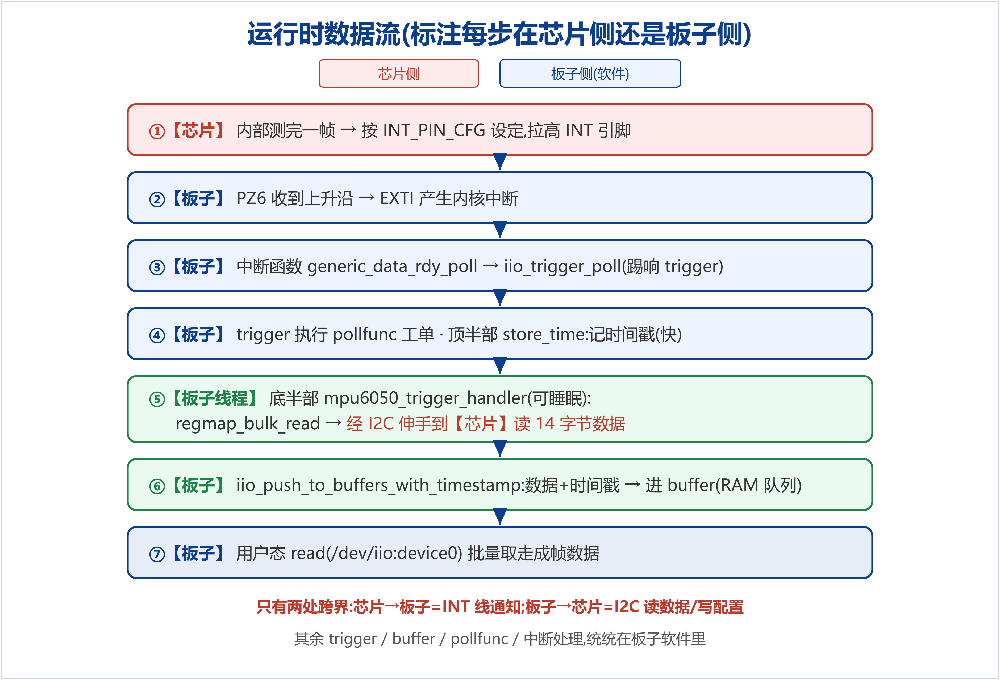 运行时数据流(标注每步在芯片侧还是板子侧)
芯片侧
板子侧(软件)
①【芯片】 内部测完一帧 → 按 INT_PIN_CFG 设定,拉高 INT 引脚
②【板子】 PZ6 收到上升沿 → EXTI 产生内核中断
③【板子】 中断函数 generic_data_rdy_poll → iio_trigger_poll(踢响 trigger)
④【板子】 trigger 执行 pollfunc 工单 · 顶半部 store_time:记时间戳(快)
⑤【板子线程】 底半部 mpu6050_trigger_handler(可睡眠):
regmap_bulk_read → 经 I2C 伸手到【芯片】读 14 字节数据
⑥【板子】 iio_push_to_buffers_with_timestamp:数据+时间戳 → 进 buffer(RAM 队列)
⑦【板子】 用户态 read(/dev/iio:device0) 批量取走成帧数据
只有两处跨界:芯片→板子=INT 线通知;板子→芯片=I2C 读数据/写配置
其余 trigger / buffer / pollfunc / 中断处理,统统在板子软件里